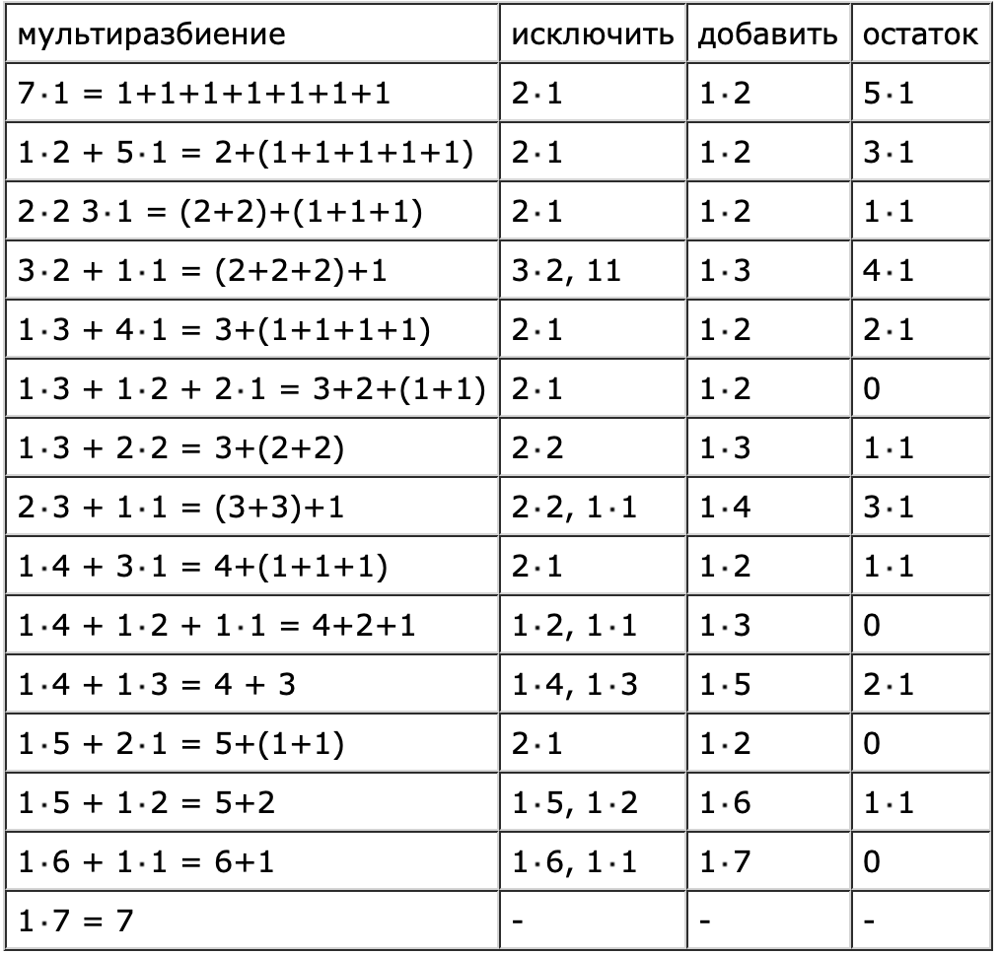 мультиразбиение исключить добавить остаток
7·1 = 1+1+1+1+1+1+1 2·1 1·2 5·1
1·2 + 5·1 = 2+(1+1+1+1+1) 2·1 1·2 3·1
2·2 3·1 = (2+2)+(1+1+1) 2·1 1·2 1·1
3·2 + 1·1 = (2+2+2)+1 3·2, 11 1·3 4·1
1·3 + 4·1 = 3+(1+1+1+1) 2·1 1·2 2·1
1·3 + 1·2 + 2·1 = 3+2+(1+1) 2·1 1·2 0
1·3 + 2·2 = 3+(2+2) 2·2 1·3 1·1
2·3 + 1·1 = (3+3)+1 2·2, 1·1 1·4 3·1
1·4 + 3·1 = 4+(1+1+1) 2·1 1·2 1·1
1·4 + 1·2 + 1·1 = 4+2+1 1·2, 1·1 1·3 0
1·4 + 1·3 = 4 + 3 1·4, 1·3 1·5 2·1
1·5 + 2·1 = 5+(1+1) 2·1 1·2 0
1·5 + 1·2 = 5+2 1·5, 1·2 1·6 1·1
1·6 + 1·1 = 6+1 1·6, 1·1 1·7 0
1·7 = 7 - - -